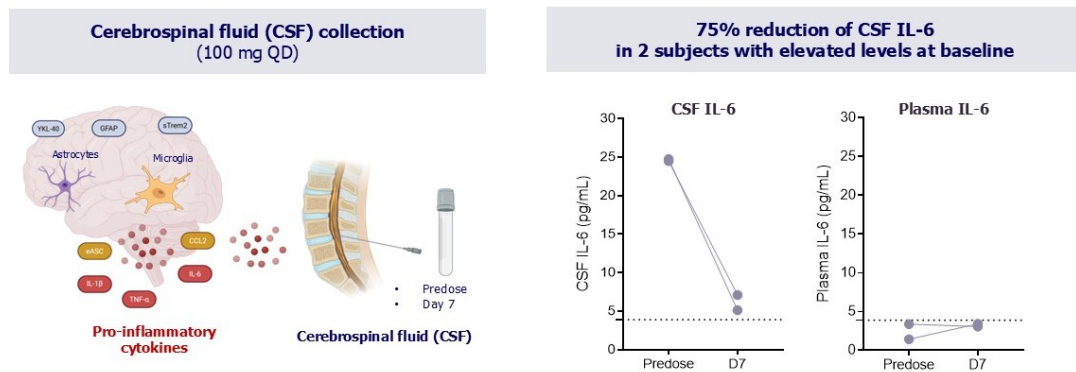 Cerebrospinal fluid (CSF) collection
(100 mg QD)
YKL-40
GFAP
sTrem2
Astrocytes
Microglia
eASC
CCL2
IL-1β
IL-6
TNF-α
Pro-inflammatory
cytokines
• Predose
• Day 7
Cerebrospinal fluid (CSF)
75% reduction of CSF IL-6
in 2 subjects with elevated levels at baseline
CSF IL-6
CSF IL-6 (pg/mL)
30
25
20
15
10
5
0
Predose
D7
Plasma IL-6
Plasma IL-6 (pg/mL)
30
25
20
15
10
5
0
Predose
D7